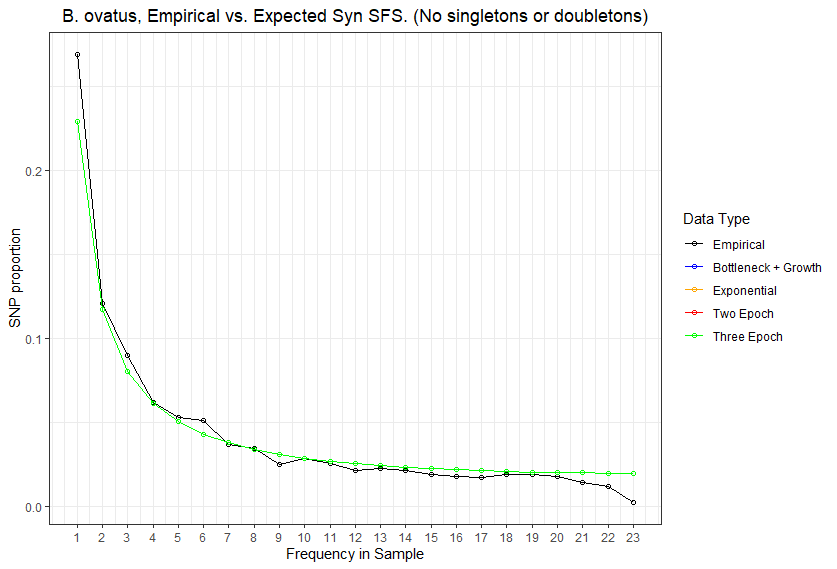 B. ovatus, Empirical vs. Expected Syn SFS. (No singletons or doubletons)
SNP proportion
0.2
0.1
0.0
1 2 3 4 5 6 7 8 9 10 11 12 13 14 15 16 17 18 19 20 21 22 23
Frequency in Sample
Data Type
Empirical
Bottleneck + Growth
Exponential
Two Epoch
Three Epoch